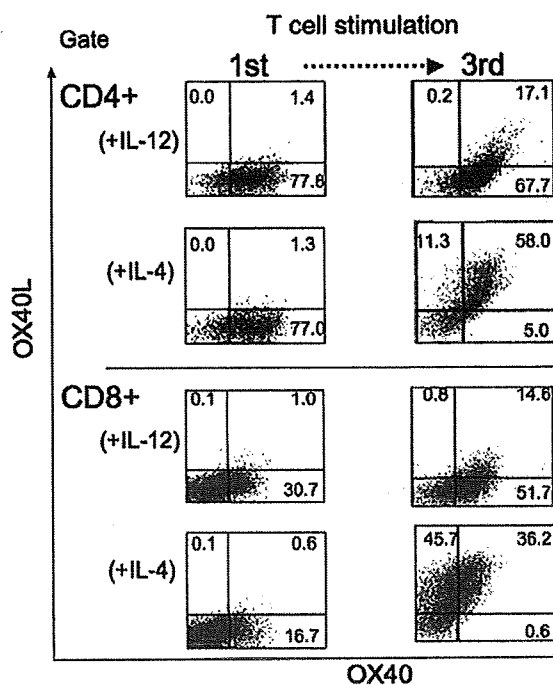 Gate
T cell stimulation
1st
3rd
CD4+
(+IL-12)
0.0 1.4
77.8
0.2 17.1
67.7
(+IL-4)
0.0 1.3
77.0
11.3 58.0
5.0
CD8+
(+IL-12)
0.1 1.0
30.7
0.8 14.6
51.7
(+IL-4)
0.1 0.6
16.7
45.7 36.2
0.6
OX40L
OX40